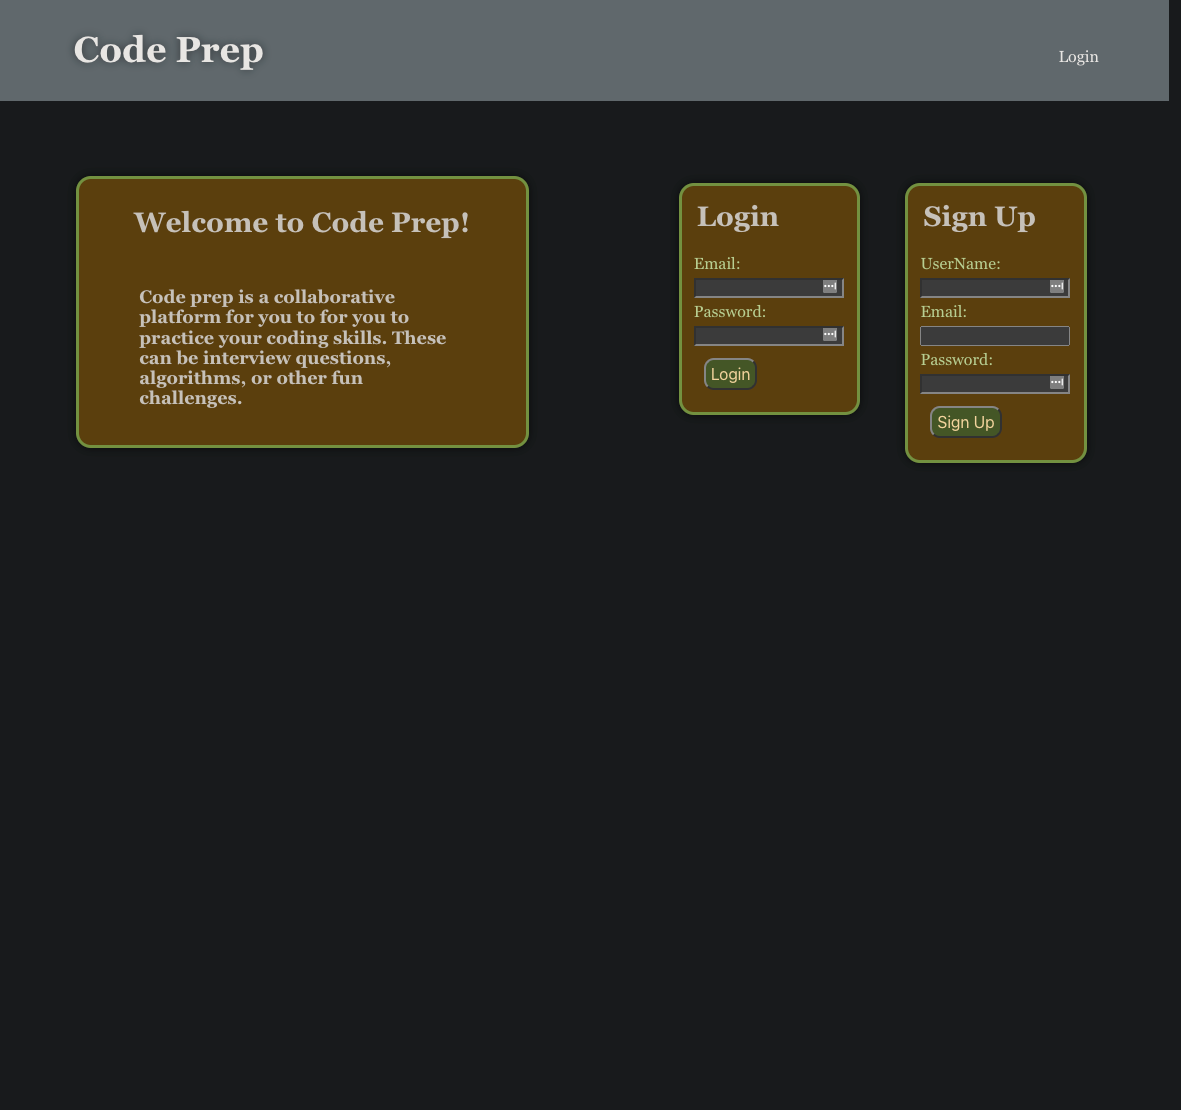 Code Prep
Login
Welcome to Code Prep!
Code prep is a collaborative
platform for you to for you to
practice your coding skills. These
can be interview questions,
algorithms, or other fun
challenges.
Login
Email:
Password:
Login
Sign Up
UserName:
Email:
Password:
Sign Up